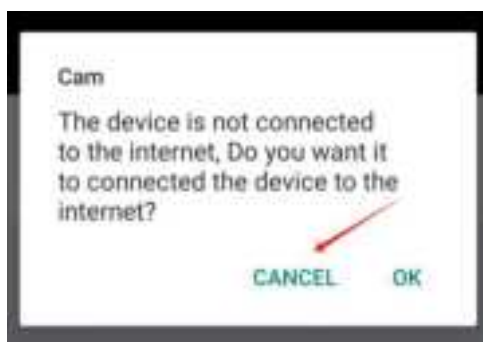 Cam
The device is not connected
to the internet, Do you want it
to connected the device to the
internet?
CANCEL OK